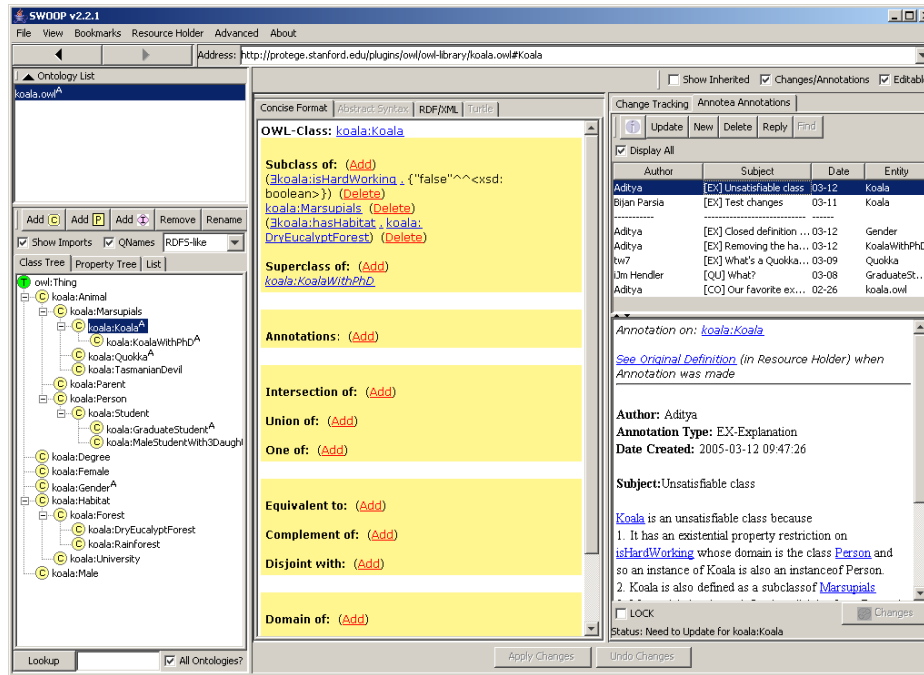 SWOOP v2.2.1
File View Bookmarks Resource Holder Advanced About
Address: http://protege.stanford.edu/plugins/owl/owl-library/koala.owl#Koala
Ontology List
koala.owlA
Show Inherited Changes/Annotations Editable
Add C Add P Add I Remove Rename
Show Imports QNames RDFS-like
Class Tree Property Tree List
T owl:Thing
C koala:Animal
C koala:Marsupials
C koala:KoalaA
C koala:KoalaWithPhDA
C koala:QuokkaA
C koala:TasmanianDevil
C koala:Parent
C koala:Person
C koala:Student
C koala:GraduateStudentA
C koala:MaleStudentWith3Daugh
C koala:Degree
C koala:Female
C koala:GenderA
C koala:Habitat
C koala:Forest
C koala:DryEucalyptForest
C koala:Rainforest
C koala:University
C koala:Male
Lookup All Ontologies?
Concise Format Abstract Syntax RDF/XML Turtle
OWL-Class: koala:Koala
Subclass of: (Add)
(∃koala:isHardWorking . {"false"^^<xsd:
boolean>}) (Delete)
koala:Marsupials (Delete)
(∃koala:hasHabitat . koala:
DryEucalyptForest) (Delete)
Superclass of: (Add)
koala:KoalaWithPhD
Annotations: (Add)
Intersection of: (Add)
Union of: (Add)
One of: (Add)
Equivalent to: (Add)
Complement of: (Add)
Disjoint with: (Add)
Domain of: (Add)
Apply Changes Undo Changes
Change Tracking Annotea Annotations
i Update New Delete Reply Find
Display All
Author Subject Date Entity
Aditya [EX] Unsatisfiable class 03-12 Koala
Bijan Parsia [EX] Test changes 03-11 Koala
----------- --------------------------- ------
Aditya [EX] Closed definition ... 03-12 Gender
Aditya [EX] Removing the ha... 03-12 KoalaWithPhD
tw7 [EX] What's a Quokka... 03-09 Quokka
iJm Hendler [QU] What? 03-08 GraduateSt...
Aditya [CO] Our favorite ex... 02-26 koala.owl
Annotation on: koala:Koala
See Original Definition (in Resource Holder) when
Annotation was made
Author: Aditya
Annotation Type: EX-Explanation
Date Created: 2005-03-12 09:47:26
Subject:Unsatisfiable class
Koala is an unsatisfiable class because
1. It has an existential property restriction on
isHardWorking whose domain is the class Person and
so an instance of Koala is also an instanceof Person.
2. Koala is also defined as a subclassof Marsupials
LOCK Changes
Status: Need to Update for koala:Koala